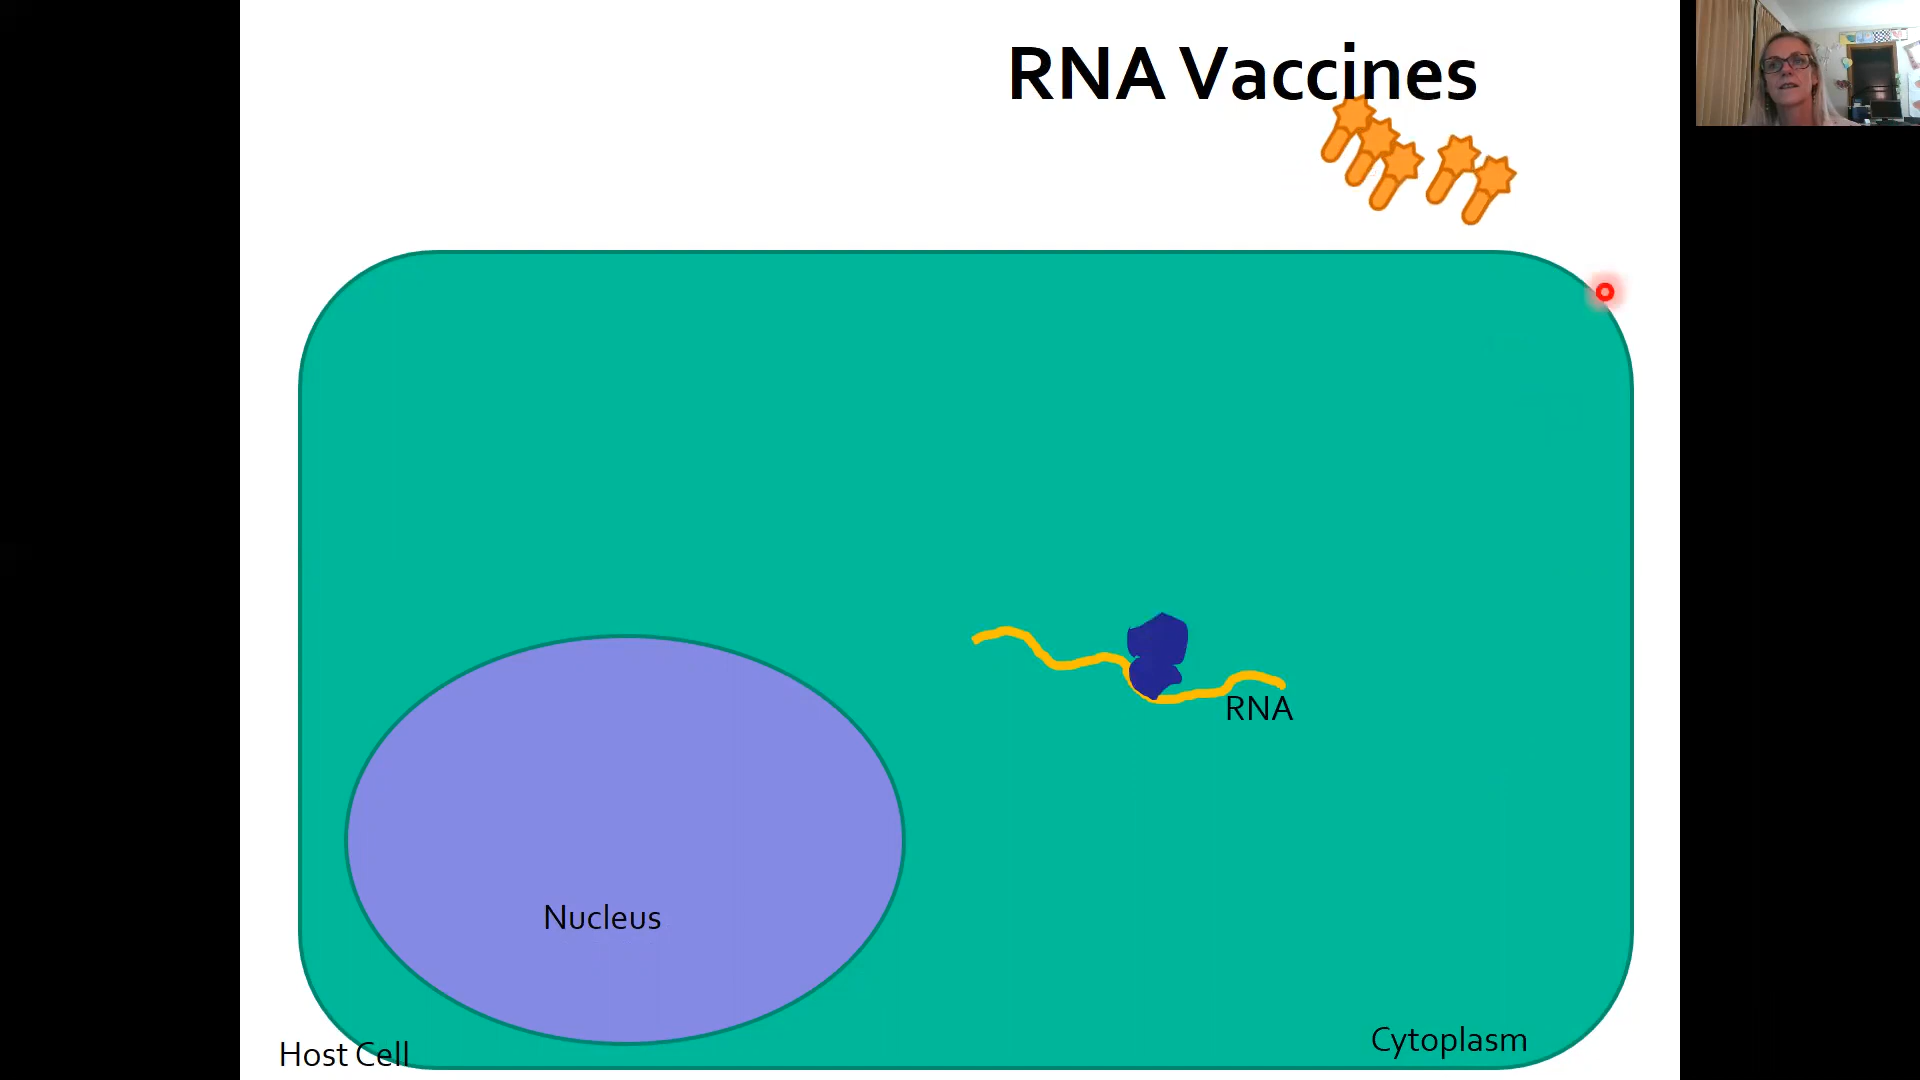 RNA Vaccines
RNA
Nucleus
Cytoplasm
Host Cell